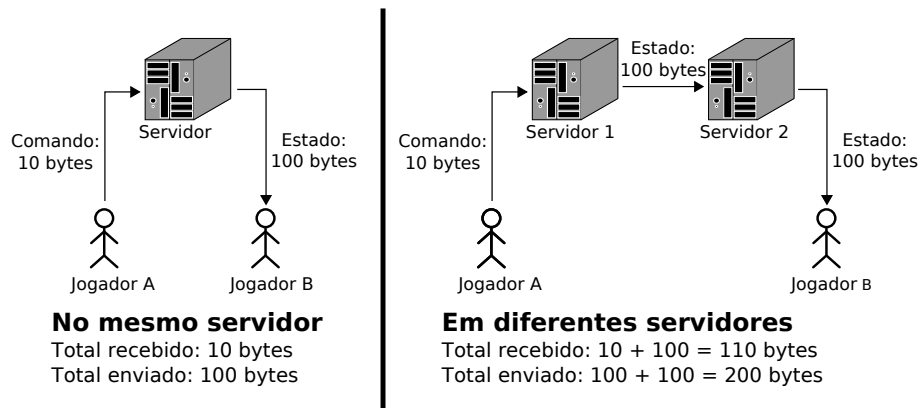 Servidor
Comando:
10 bytes
Estado:
100 bytes
Jogador A
Jogador B
No mesmo servidor
Total recebido: 10 bytes
Total enviado: 100 bytes
Estado:
100 bytes
Servidor 1
Servidor 2
Comando:
10 bytes
Estado:
100 bytes
Jogador A
Jogador B
Em diferentes servidores
Total recebido: 10 + 100 = 110 bytes
Total enviado: 100 + 100 = 200 bytes